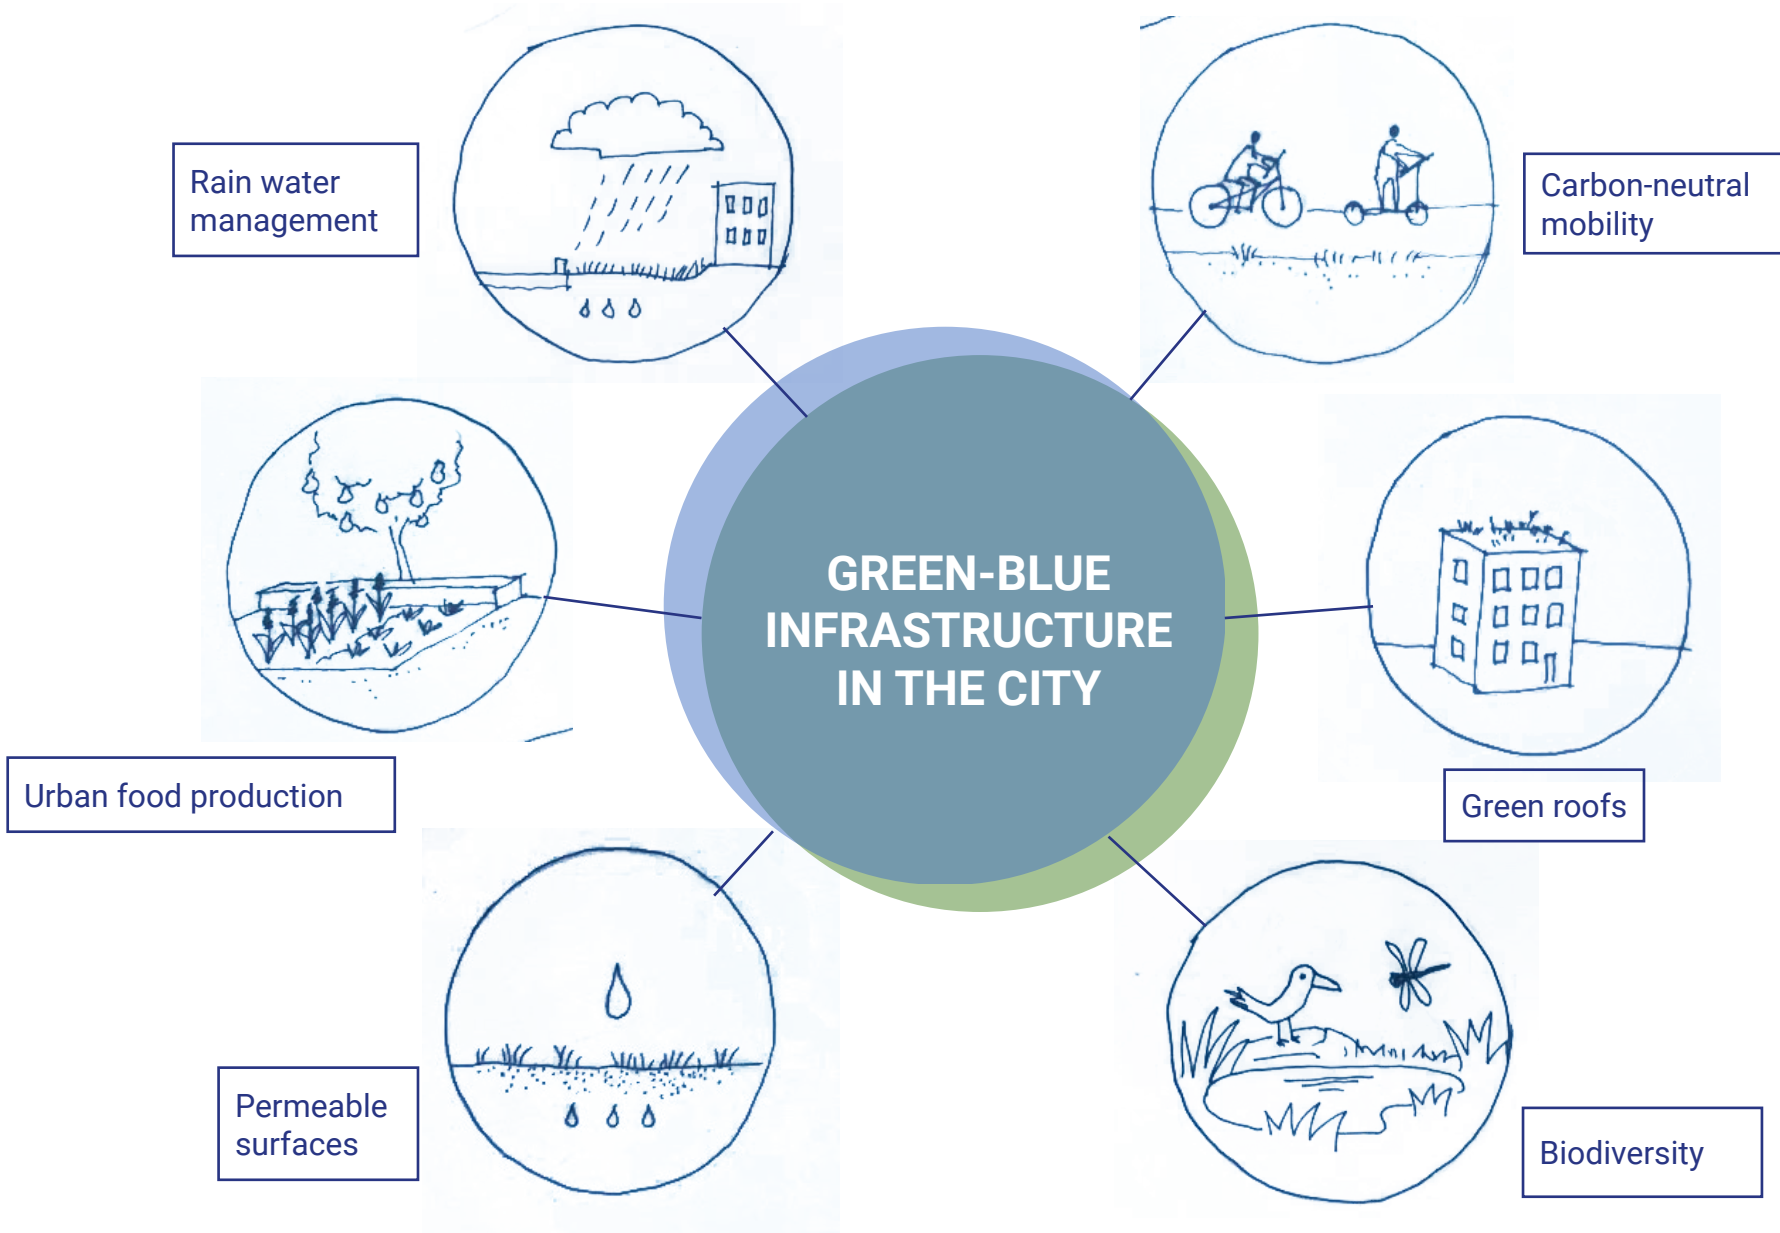 Rain water
management
Carbon-neutral
mobility
GREEN-BLUE
INFRASTRUCTURE
IN THE CITY
Urban food production
Green roofs
Permeable
surfaces
Biodiversity